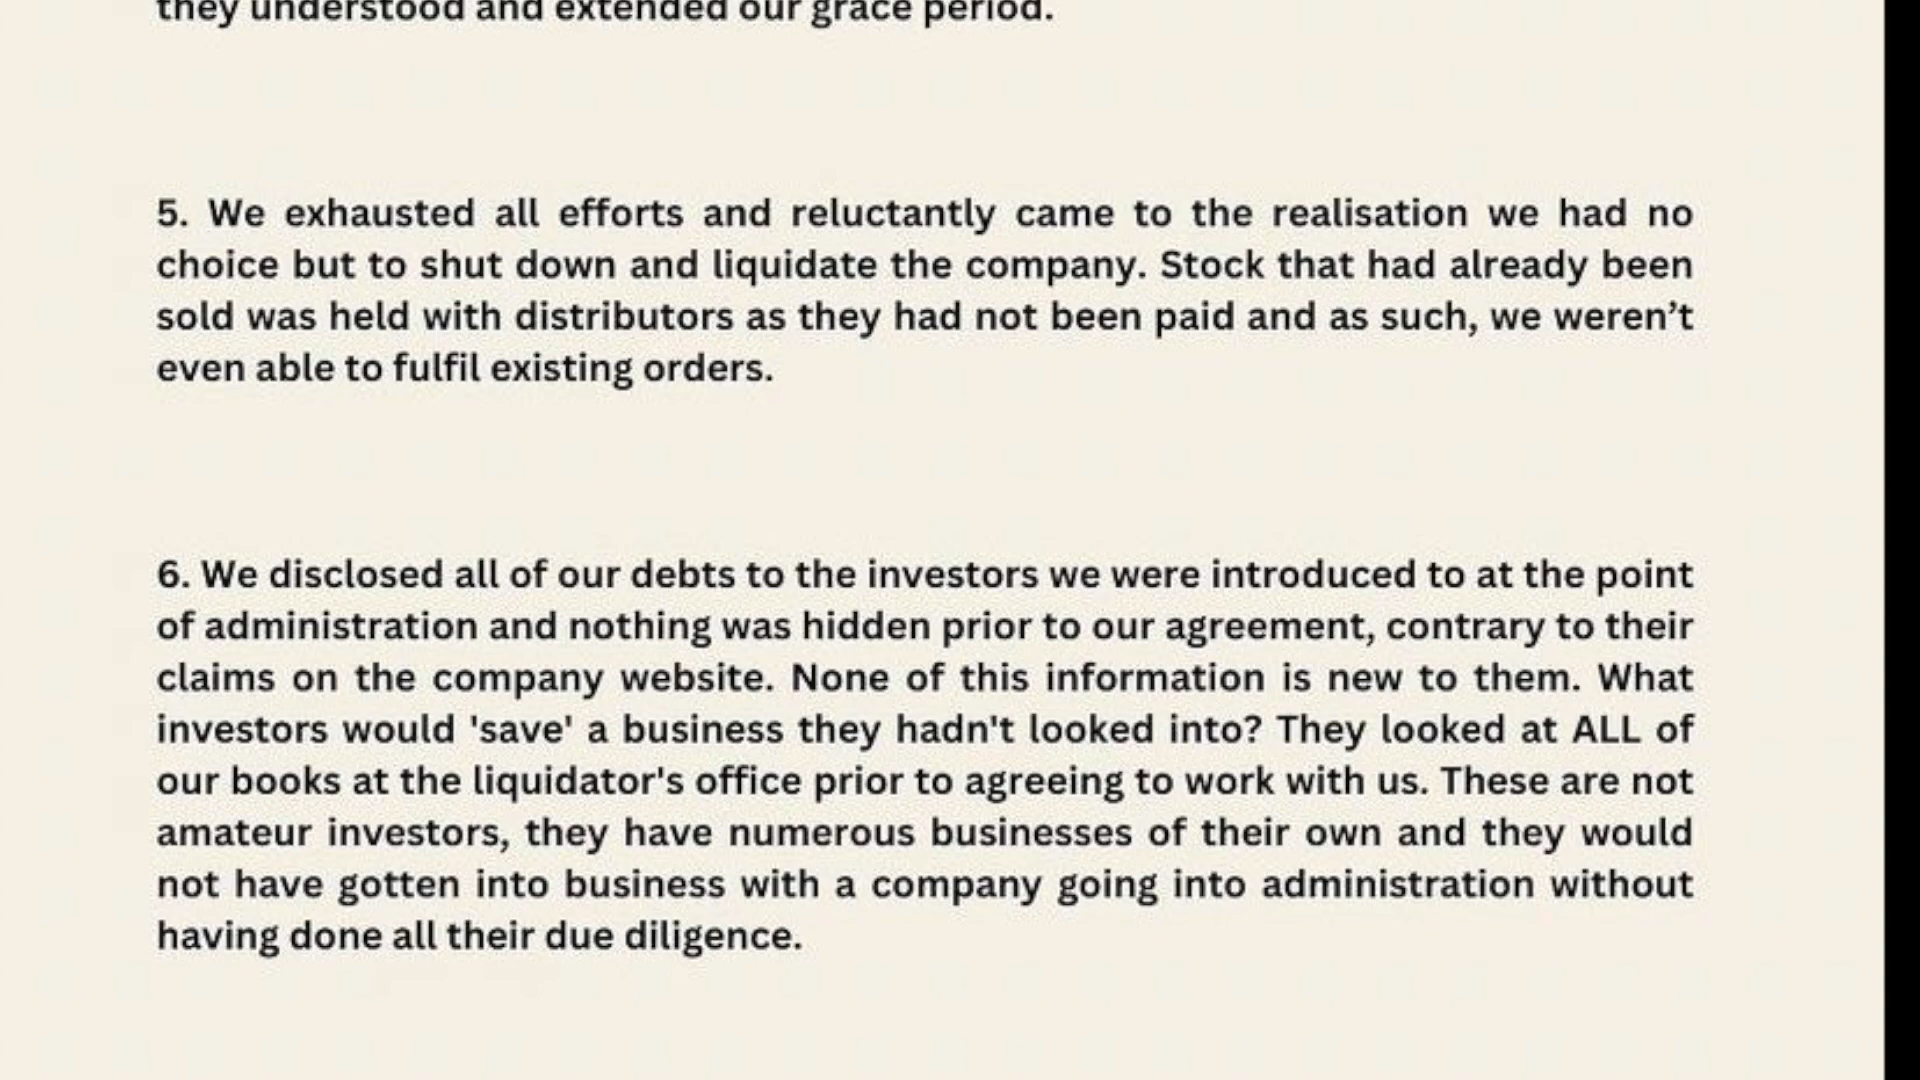 they understood and extended our grace period.
5. We exhausted all efforts and reluctantly came to the realisation we had no
choice but to shut down and liquidate the company. Stock that had already been
sold was held with distributors as they had not been paid and as such, we weren’t
even able to fulfil existing orders.
6. We disclosed all of our debts to the investors we were introduced to at the point
of administration and nothing was hidden prior to our agreement, contrary to their
claims on the company website. None of this information is new to them. What
investors would 'save' a business they hadn't looked into? They looked at ALL of
our books at the liquidator's office prior to agreeing to work with us. These are not
amateur investors, they have numerous businesses of their own and they would
not have gotten into business with a company going into administration without
having done all their due diligence.